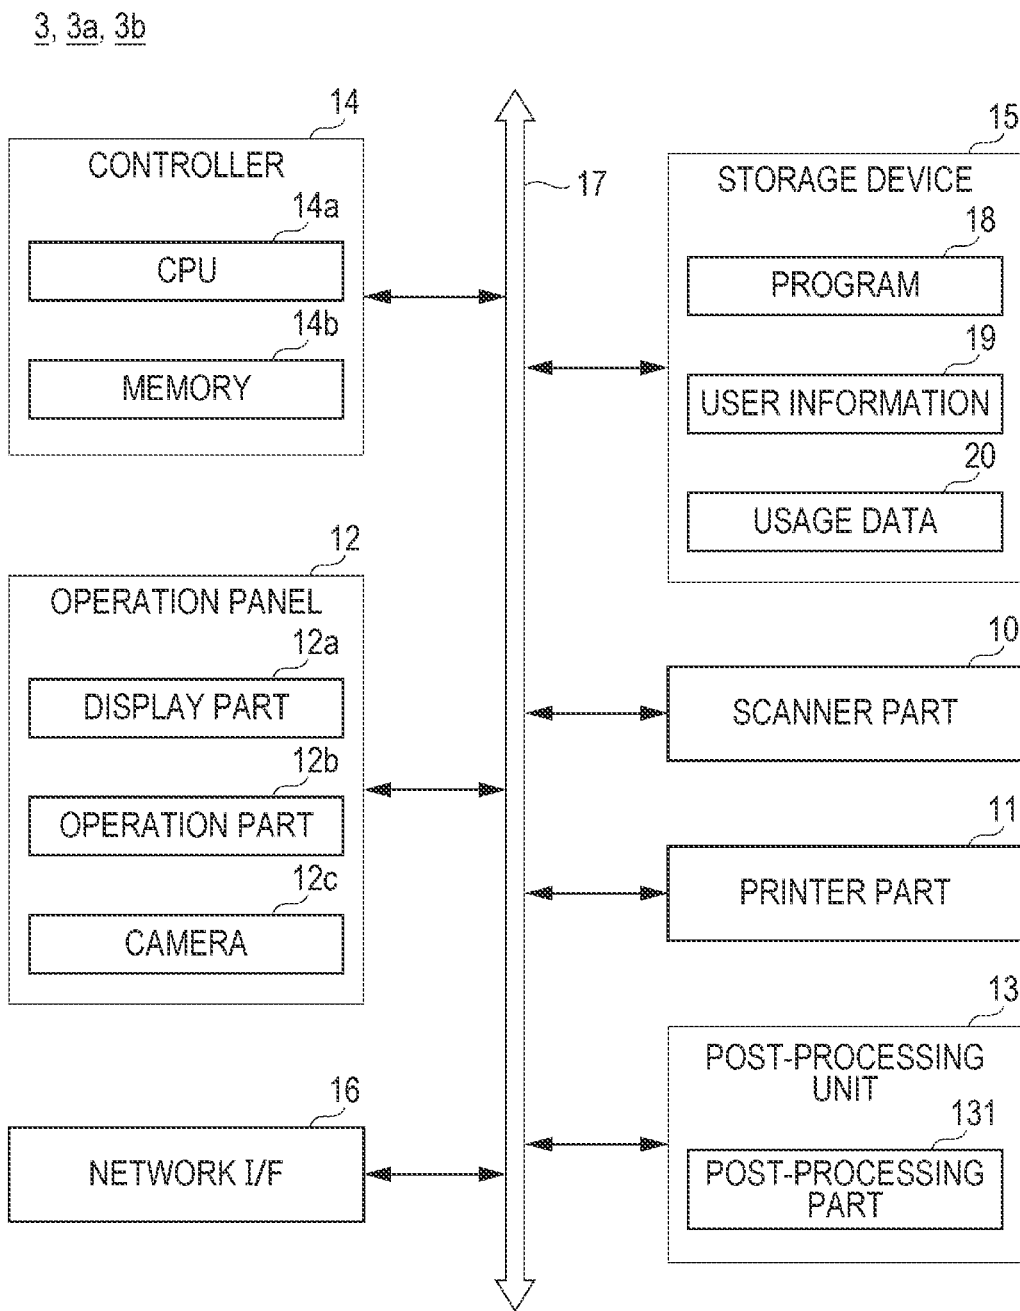 3, 3a, 3b
14
CONTROLLER
14a
CPU
14b
MEMORY
12
OPERATION PANEL
12a
DISPLAY PART
12b
OPERATION PART
12c
CAMERA
16
NETWORK I/F
17
15
STORAGE DEVICE
18
PROGRAM
19
USER INFORMATION
20
USAGE DATA
10
SCANNER PART
11
PRINTER PART
13
POST-PROCESSING
UNIT
131
POST-PROCESSING
PART